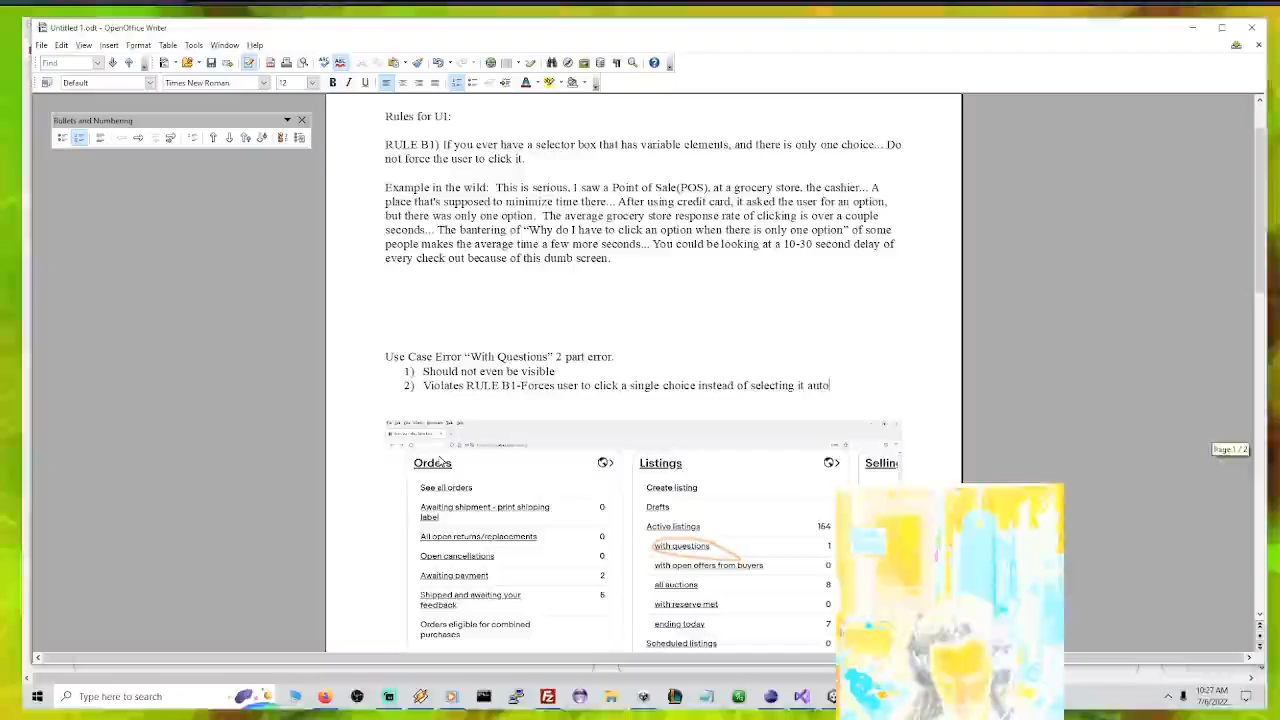 Untitled 1.odt - OpenOffice Writer
File Edit View Insert Format Table Tools Window Help
Find
Default Times New Roman 12
Bullets and Numbering
Rules for UI:
RULE B1) If you ever have a selector box that has variable elements, and there is only one choice... Do
not force the user to click it.
Example in the wild: This is serious, I saw a Point of Sale(POS), at a grocery store, the cashier... A
place that's supposed to minimize time there... After using credit card, it asked the user for an option,
but there was only one option. The average grocery store response rate of clicking is over a couple
seconds... The bantering of “Why do I have to click an option when there is only one option” of some
people makes the average time a few more seconds... You could be looking at a 10-30 second delay of
every check out because of this dumb screen.
Use Case Error “With Questions” 2 part error.
1) Should not even be visible
2) Violates RULE B1-Forces user to click a single choice instead of selecting it auto
Page 1 / 2
Orders
See all orders
Awaiting shipment - print shipping 0
label
All open returns/replacements 0
Open cancellations 0
Awaiting payment 2
Shipped and awaiting your 5
feedback
Orders eligible for combined
purchases
Listings
Create listing
Drafts
Active listings 164
with questions 1
with open offers from buyers 0
all auctions 8
with reserve met 0
ending today 7
Scheduled listings 0
Selling
Type here to search
10:27 AM
7/6/2022